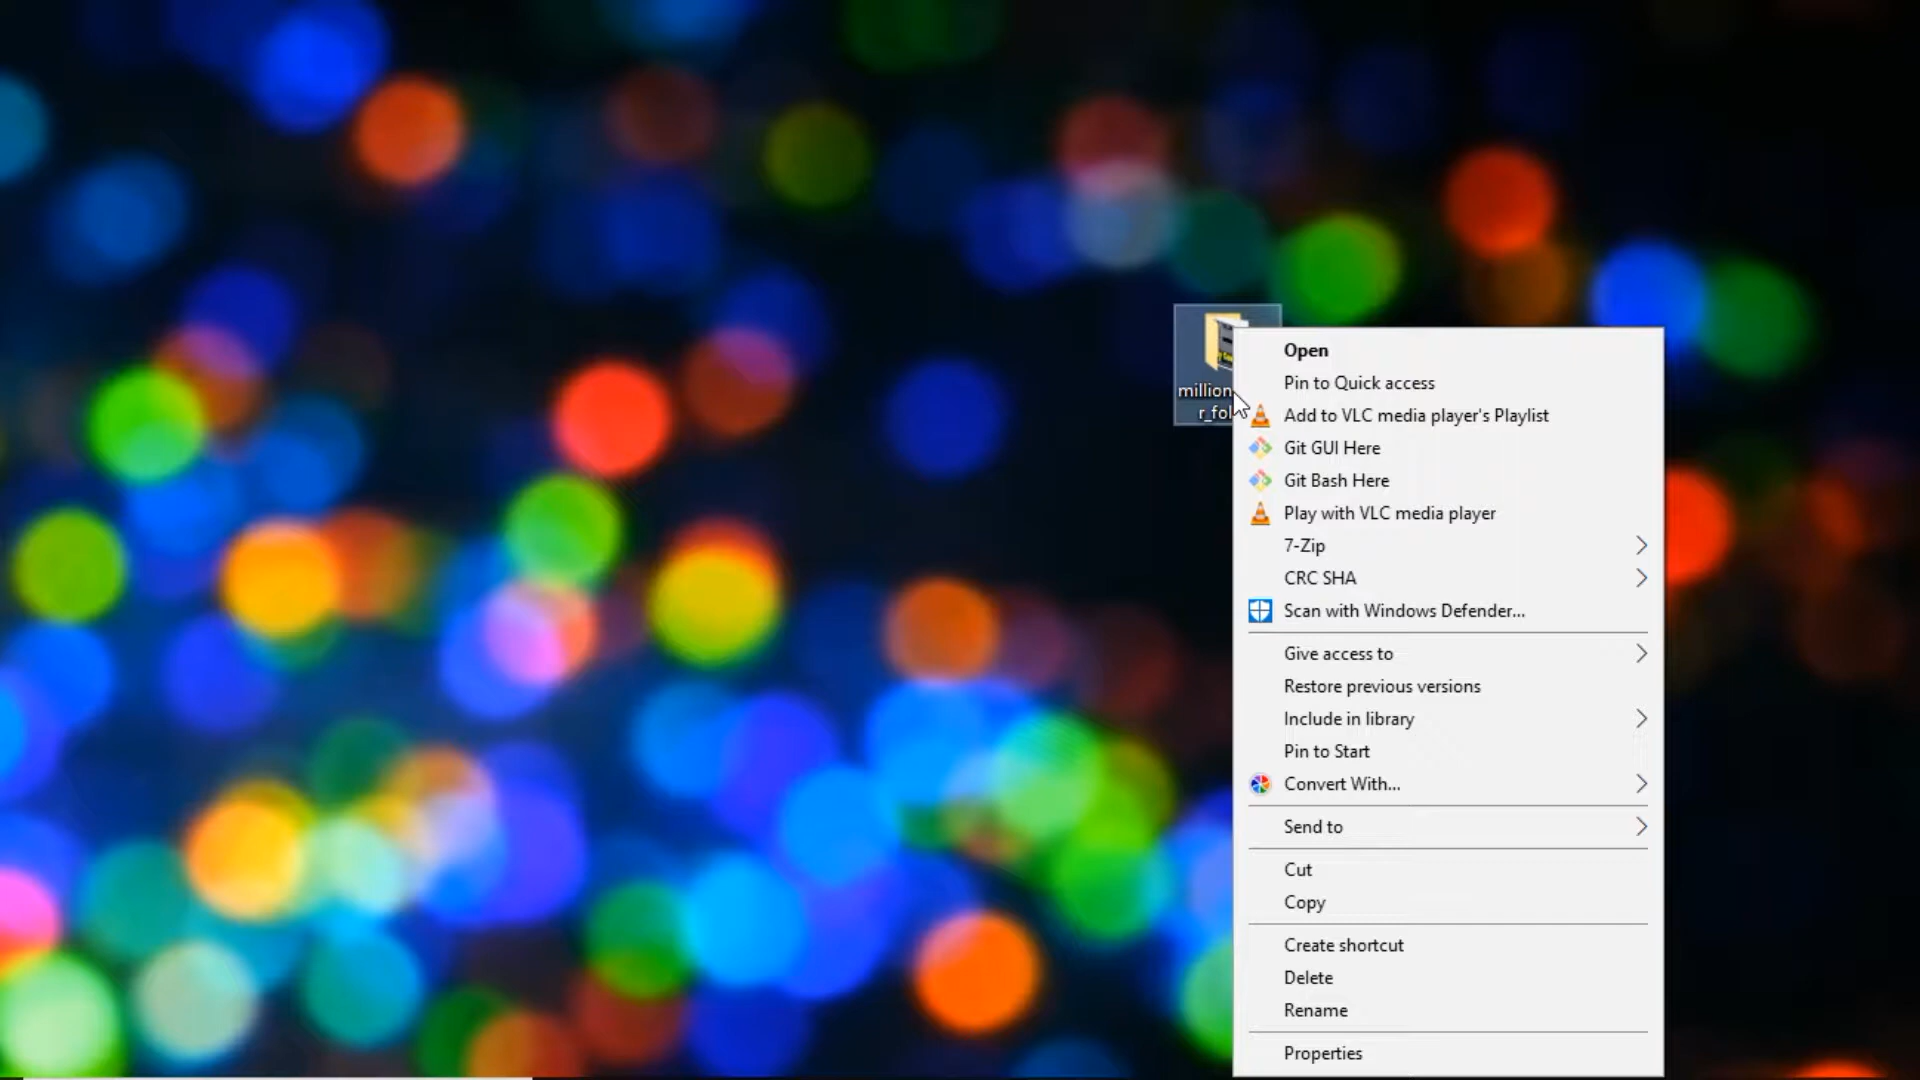 million
r_fol
Open
Pin to Quick access
Add to VLC media player's Playlist
Git GUI Here
Git Bash Here
Play with VLC media player
7-Zip
CRC SHA
Scan with Windows Defender...
Give access to
Restore previous versions
Include in library
Pin to Start
Convert With...
Send to
Cut
Copy
Create shortcut
Delete
Rename
Properties